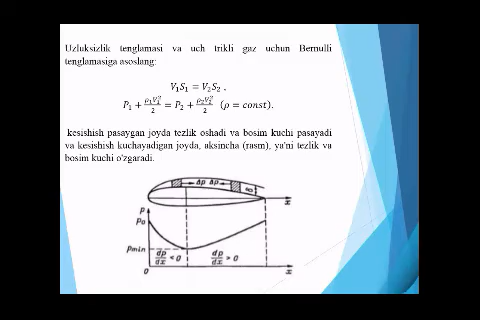 Uzluksizlik tenglamasi va uch trikli gaz uchun Bernulli
tenglamasiga asoslang:
V₁S₁ = V₂S₂ ,
P₁ + ρ₁V₁²/2 = P₂ + ρ₂V₂²/2 (ρ = const).
kesishish pasaygan joyda tezlik oshadi va bosim kuchi pasayadi
va kesishish kuchayadigan joyda, aksincha (rasm), ya'ni tezlik va
bosim kuchi o'zgaradi.
Δp Δp
x
p
p₀
pmin
dp/dx < 0 dp/dx > 0
0 x